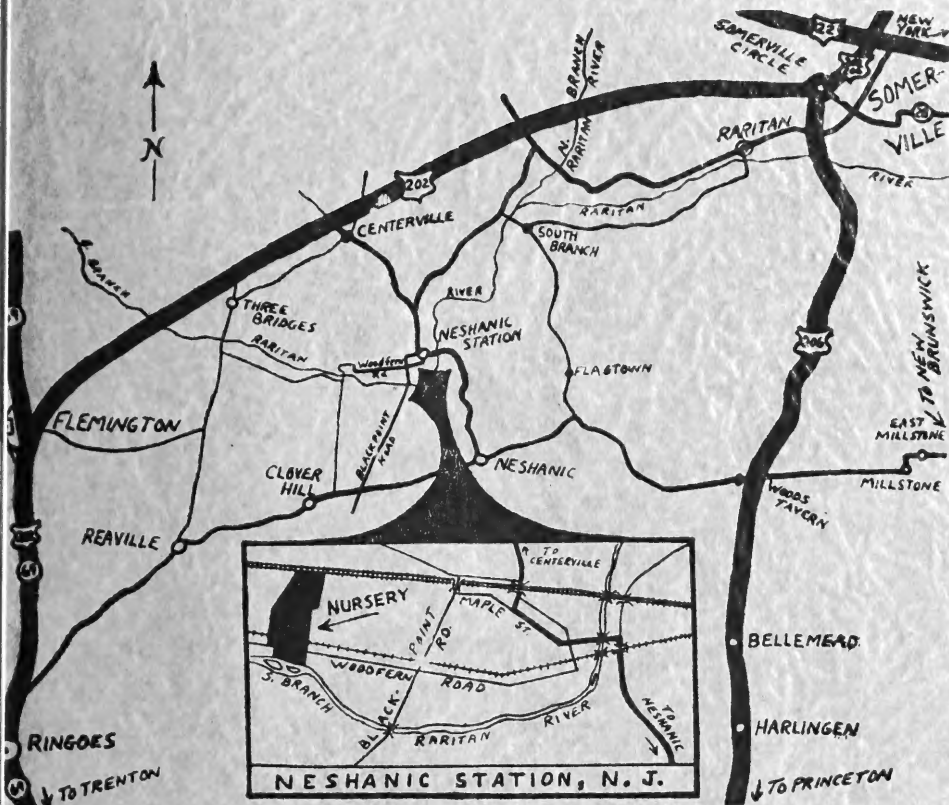 NEW
YORK
22
SOMERVILLE
CIRCLE
SOMER-
VILLE
N. BRANCH
RARITAN
RIVER
RARITAN
RIVER
RARITAN
N
202
CENTERVILLE
SOUTH
BRANCH
S. BRANCH
RARITAN
RIVER
THREE
BRIDGES
NESHANIC
STATION
Woodfern
Rd
FLAGTOWN
206
TO NEW
BRUNSWICK
EAST
MILLSTONE
MILLSTONE
FLEMINGTON
BLACKPOINT
ROAD
NESHANIC
CLOVER
HILL
WOODS
TAVERN
REAVILLE
TO
CENTERVILLE
NURSERY
MAPLE
ST.
BLACK-
POINT
RD.
WOODFERN
ROAD
S. BRANCH
RARITAN
RIVER
TO
NESHANIC
NESHANIC STATION, N. J.
BELLEMEAD.
HARLINGEN
RINGOES
TO TRENTON
TO PRINCETON